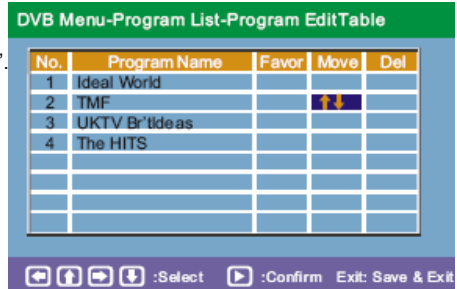 DVB Menu-Program List-Program EditTable
No. Program Name Favor Move Del
1 Ideal World
2 TMF
3 UKTV Br'tIdeas
4 The HITS
:Select :Confirm Exit: Save & Exit